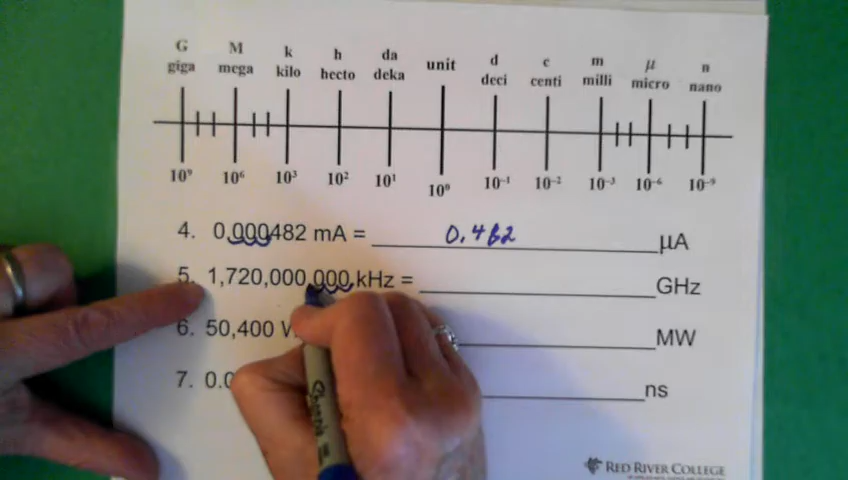 G M k h da unit d c m μ n
giga mega kilo hecto deka deci centi milli micro nano
10⁹ 10⁶ 10³ 10² 10¹ 10⁰ 10⁻¹ 10⁻² 10⁻³ 10⁻⁶ 10⁻⁹
4. 0.000482 mA = 0.482 μA
5. 1,720,000,000 kHz = GHz
6. 50,400 MW
7. 0.0 ns
Sharpie
RED RIVER COLLEGE